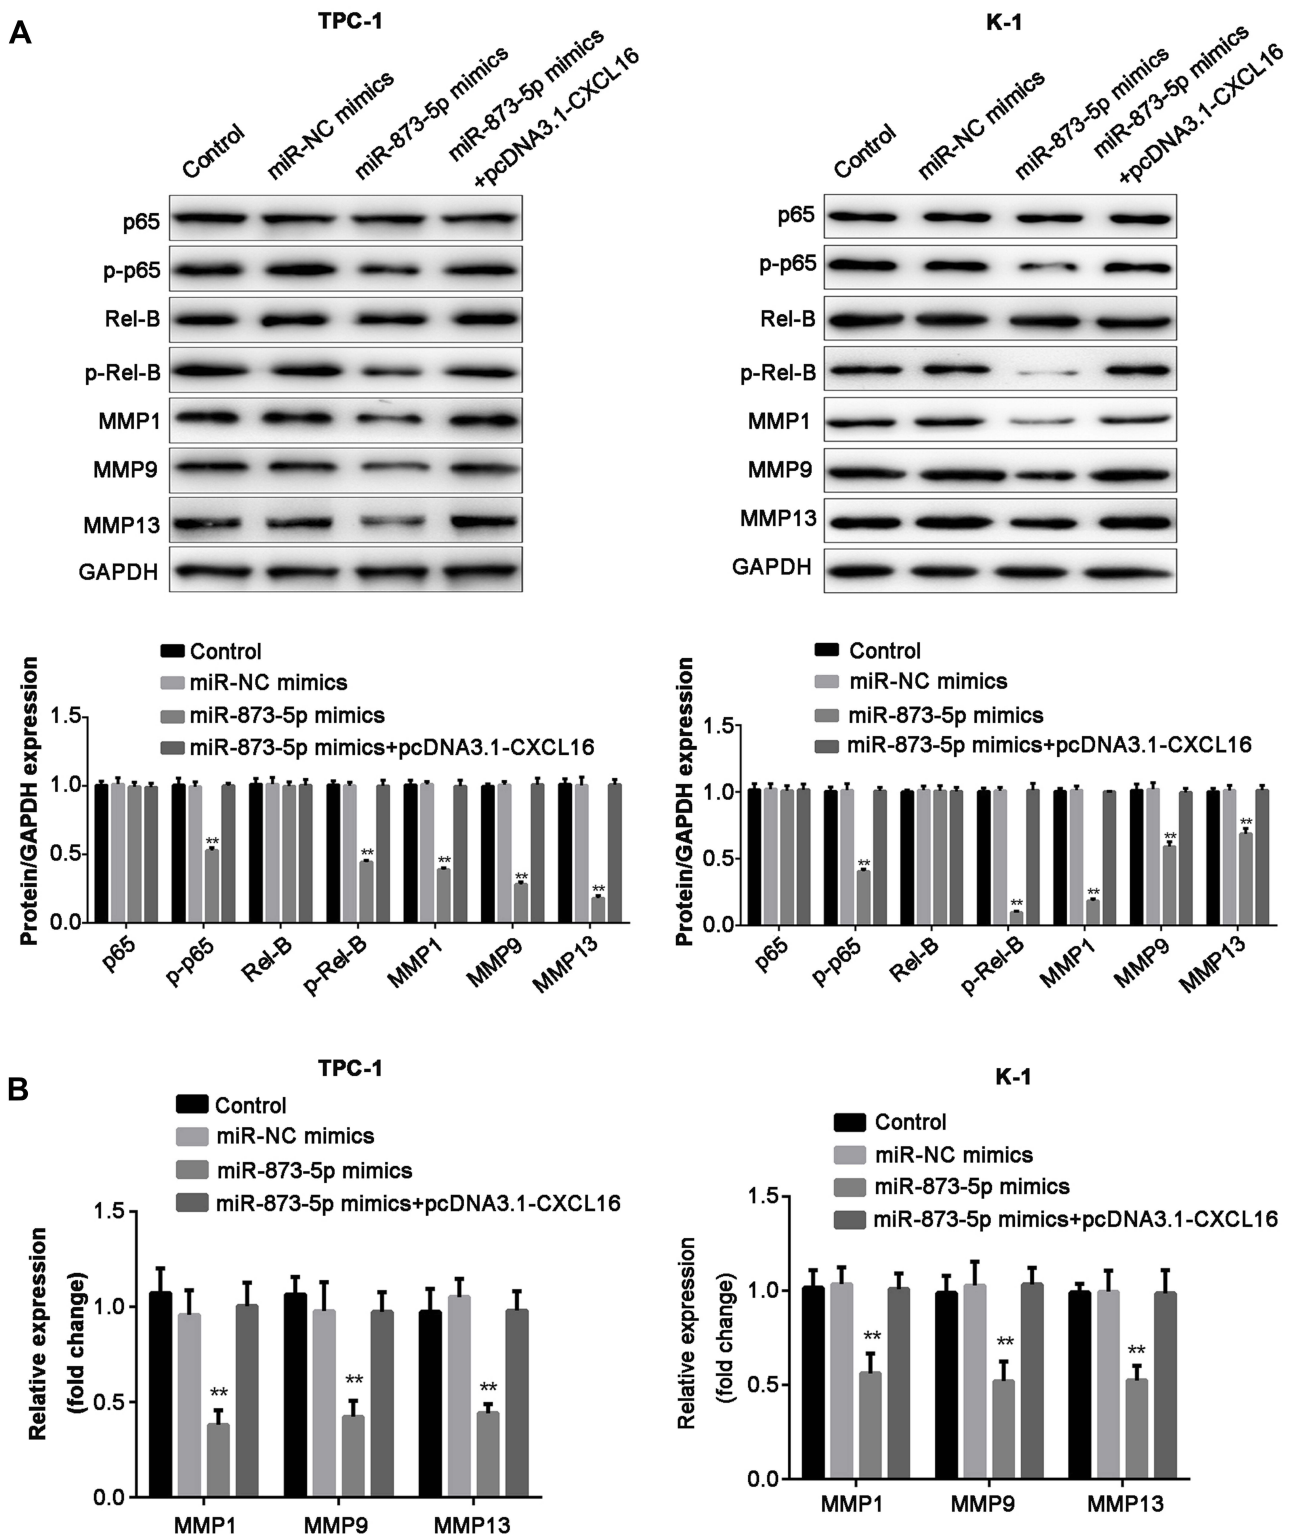 A
TPC-1
Control
miR-NC mimics
miR-873-5p mimics
miR-873-5p mimics
+pcDNA3.1-CXCL16
p65
p-p65
Rel-B
p-Rel-B
MMP1
MMP9
MMP13
GAPDH
K-1
Control
miR-NC mimics
miR-873-5p mimics
miR-873-5p mimics
+pcDNA3.1-CXCL16
p65
p-p65
Rel-B
p-Rel-B
MMP1
MMP9
MMP13
GAPDH
Control
miR-NC mimics
miR-873-5p mimics
miR-873-5p mimics+pcDNA3.1-CXCL16
Protein/GAPDH expression
1.5
1.0
0.5
0.0
**
**
**
**
**
p65
p-p65
Rel-B
p-Rel-B
MMP1
MMP9
MMP13
Control
miR-NC mimics
miR-873-5p mimics
miR-873-5p mimics+pcDNA3.1-CXCL16
Protein/GAPDH expression
1.5
1.0
0.5
0.0
**
**
**
**
**
p65
p-p65
Rel-B
p-Rel-B
MMP1
MMP9
MMP13
B
TPC-1
Control
miR-NC mimics
miR-873-5p mimics
miR-873-5p mimics+pcDNA3.1-CXCL16
Relative expression
(fold change)
1.5
1.0
0.5
0.0
**
**
**
MMP1
MMP9
MMP13
K-1
Control
miR-NC mimics
miR-873-5p mimics
miR-873-5p mimics+pcDNA3.1-CXCL16
Relative expression
(fold change)
1.5
1.0
0.5
0.0
**
**
**
MMP1
MMP9
MMP13